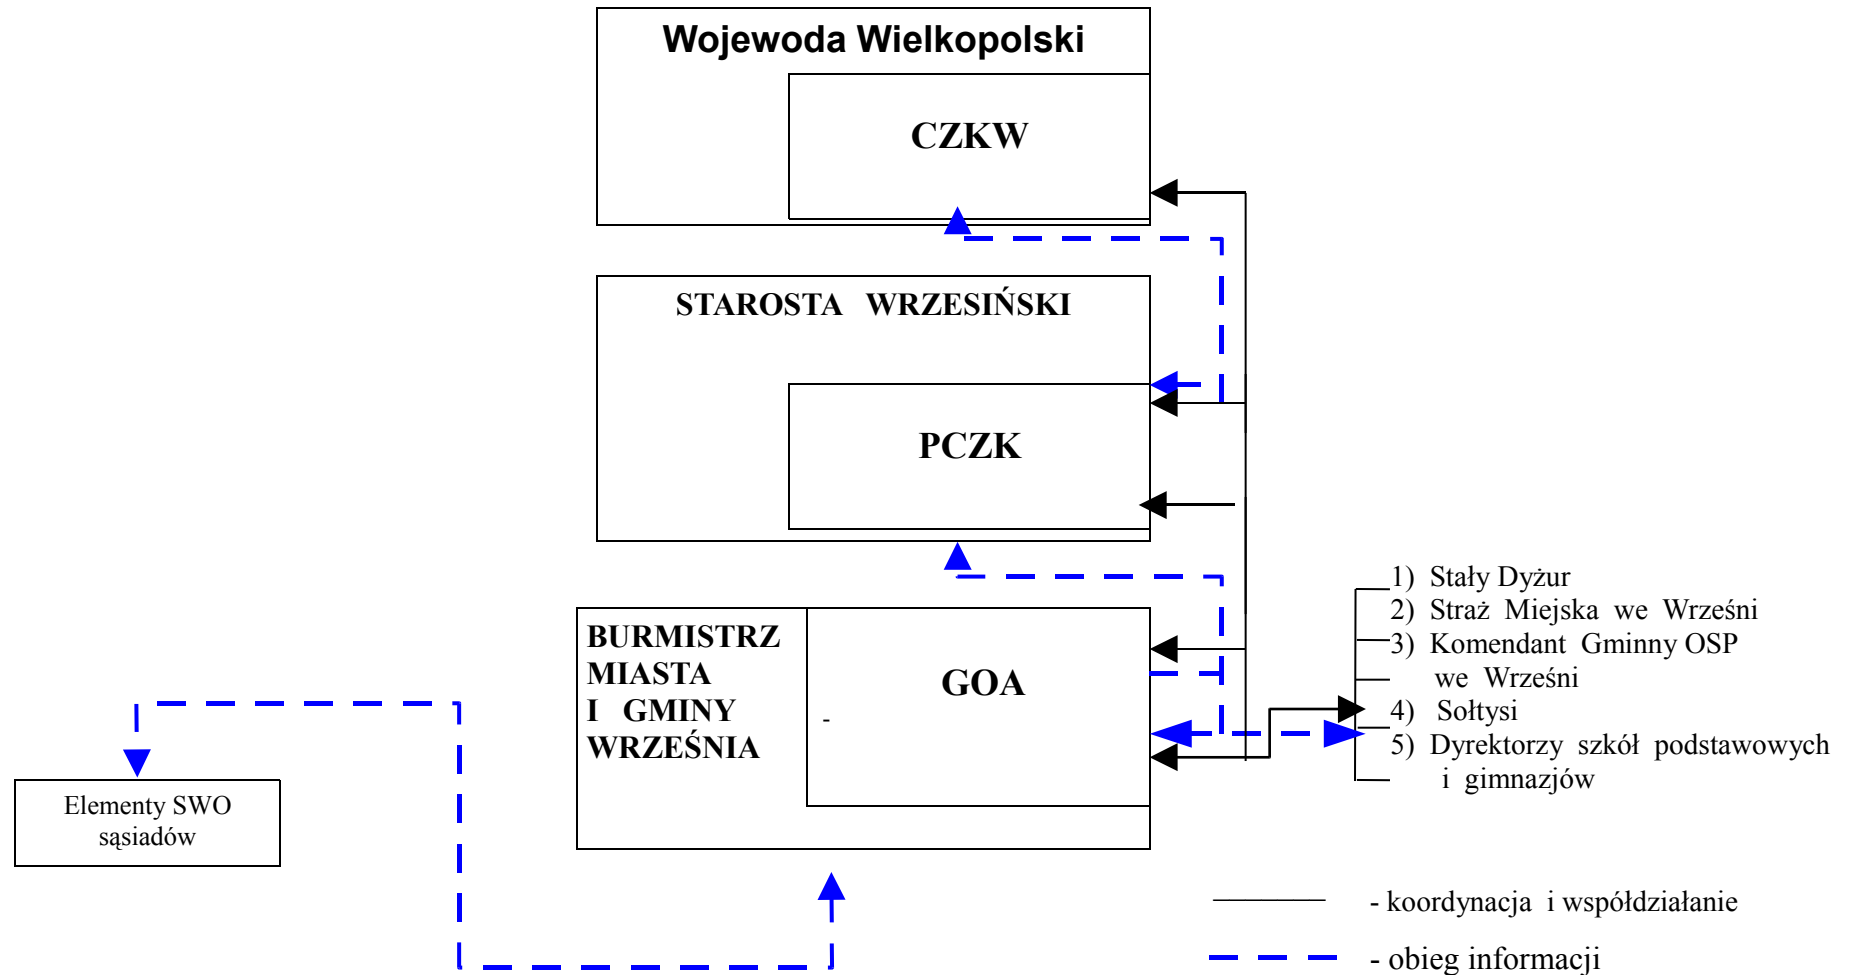 Wojewoda Wielkopolski
CZKW
STAROSTA WRZESIŃSKI
PCZK
BURMISTRZ
MIASTA
I GMINY
WRZEŚNIA
GOA
-
1) Stały Dyżur
2) Straż Miejska we Wrześni
3) Komendant Gminny OSP
we Wrześni
4) Sołtysi
5) Dyrektorzy szkół podstawowych
i gimnazjów
Elementy SWO
sąsiadów
- koordynacja i współdziałanie
- obieg informacji